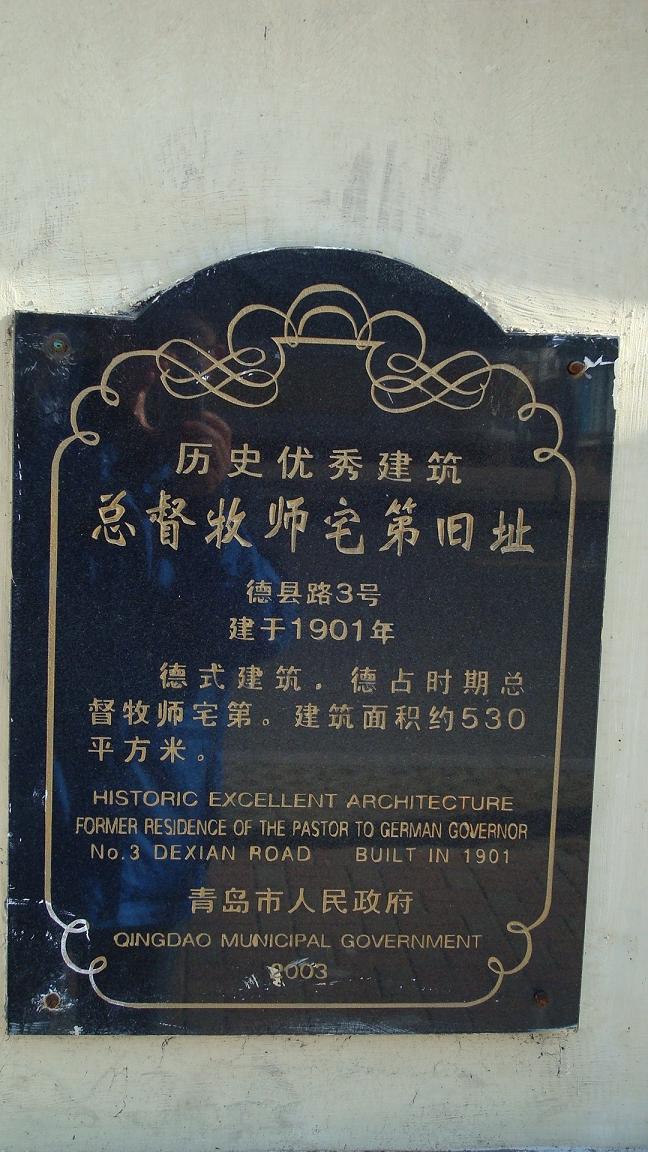 历史优秀建筑
总督牧师宅第旧址
德县路3号
建于1901年
德式建筑．德占时期总
督牧师宅第。建筑面积约530
平方米。
HISTORIC EXCELLENT ARCHITECTURE
FORMER RESIDENCE OF THE PASTOR TO GERMAN GOVERNOR
No.3 DEXIAN ROAD BUILT IN 1901
青岛市人民政府
QINGDAO MUNICIPAL GOVERNMENT
2003